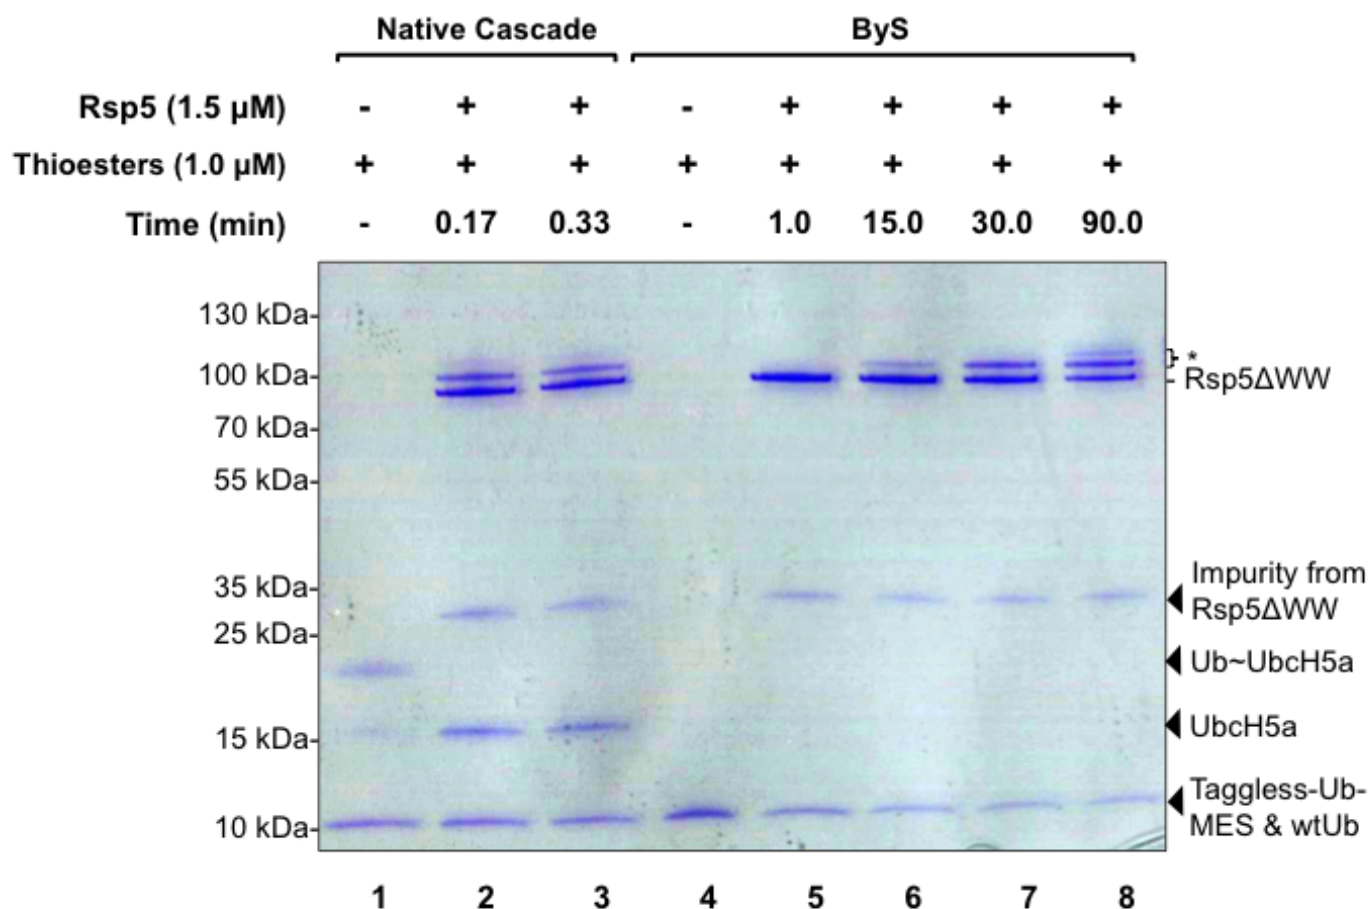 Native Cascade ByS
Rsp5 (1.5 µM) - + + - + + + +
Thioesters (1.0 µM) + + + + + + + +
Time (min) - 0.17 0.33 - 1.0 15.0 30.0 90.0
130 kDa-
100 kDa-
70 kDa-
55 kDa-
35 kDa-
25 kDa-
15 kDa-
10 kDa-
} *
- Rsp5ΔWW
Impurity from
Rsp5ΔWW
Ub~UbcH5a
UbcH5a
Taggless-Ub-
MES & wtUb
1 2 3 4 5 6 7 8